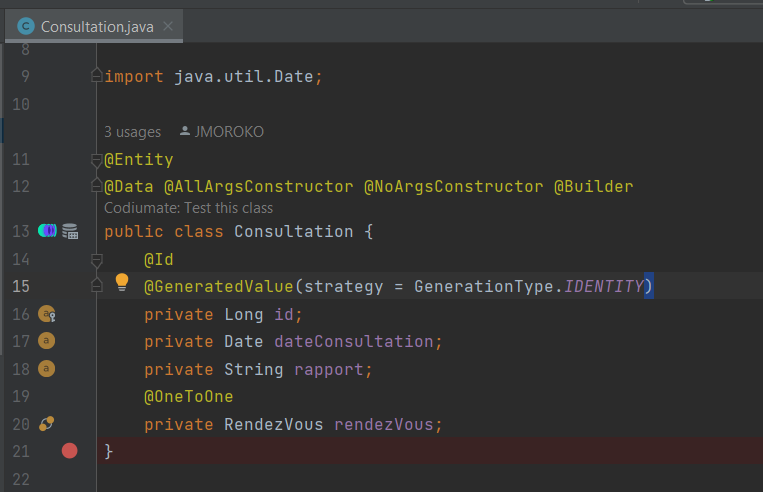 Consultation.java
8
9 import java.util.Date;
10
3 usages JMOROKO
11 @Entity
12 @Data @AllArgsConstructor @NoArgsConstructor @Builder
Codiumate: Test this class
13 public class Consultation {
14 @Id
15 @GeneratedValue(strategy = GenerationType.IDENTITY)
16 private Long id;
17 private Date dateConsultation;
18 private String rapport;
19 @OneToOne
20 private RendezVous rendezVous;
21 }
22